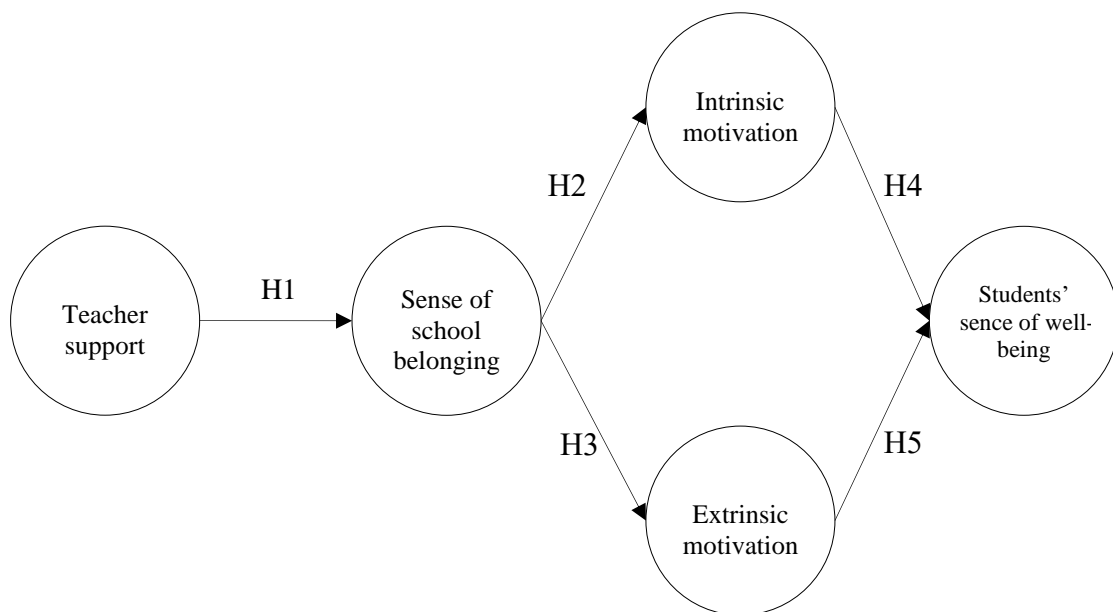 Intrinsic
motivation
H2
H4
H1
Teacher
support
Sense of
school
belonging
Students’
sence of well-
being
H3
H5
Extrinsic
motivation